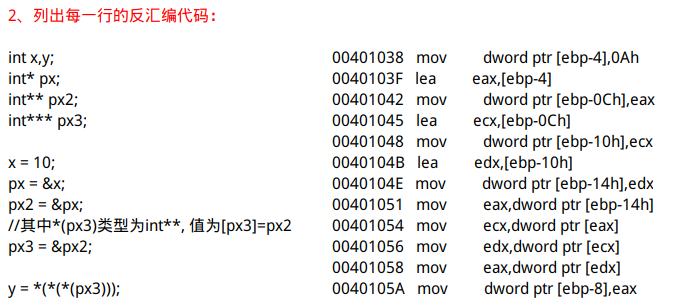 2、列出每一行的反汇编代码：
int x,y; 00401038 mov dword ptr [ebp-4],0Ah
int* px; 0040103F lea eax,[ebp-4]
int** px2; 00401042 mov dword ptr [ebp-0Ch],eax
int*** px3; 00401045 lea ecx,[ebp-0Ch]
00401048 mov dword ptr [ebp-10h],ecx
x = 10; 0040104B lea edx,[ebp-10h]
px = &x; 0040104E mov dword ptr [ebp-14h],edx
px2 = &px; 00401051 mov eax,dword ptr [ebp-14h]
//其中*(px3)类型为int**, 值为[px3]=px2 00401054 mov ecx,dword ptr [eax]
px3 = &px2; 00401056 mov edx,dword ptr [ecx]
00401058 mov eax,dword ptr [edx]
y = *(*(*(px3))); 0040105A mov dword ptr [ebp-8],eax